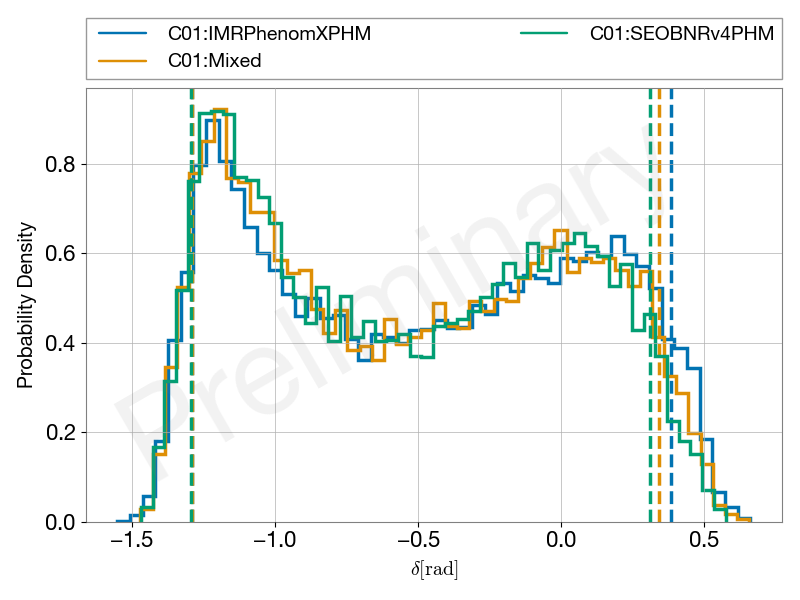 C01:IMRPhenomXPHM C01:SEOBNRv4PHM
C01:Mixed
Preliminary
Probability Density
0.8
0.6
0.4
0.2
0.0
−1.5 −1.0 −0.5 0.0 0.5
δ[rad]